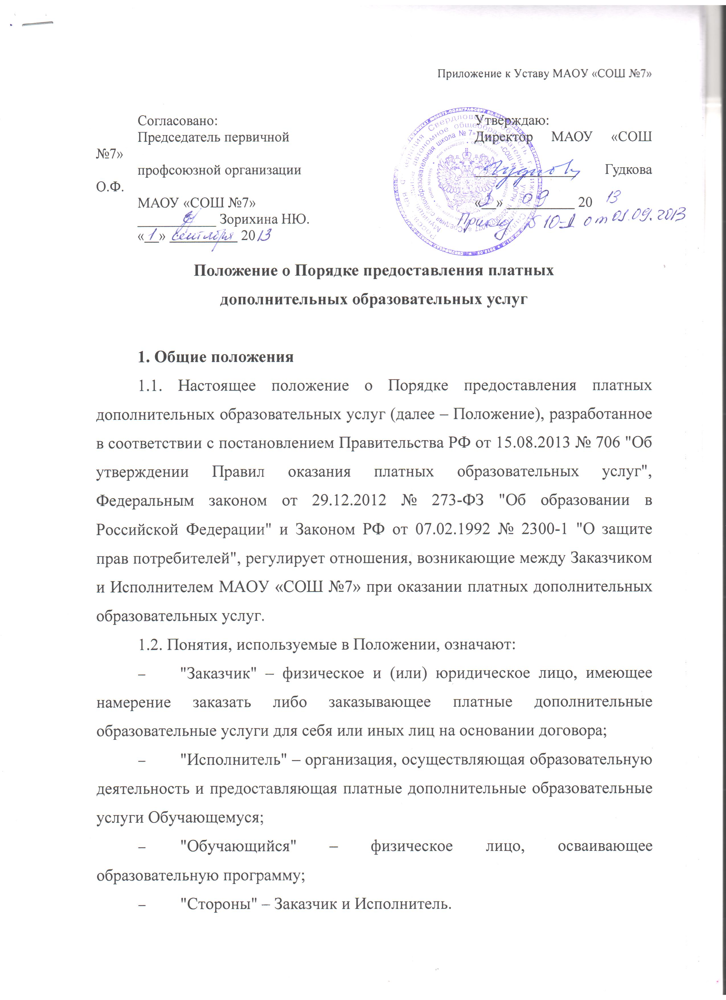 Приложение к Уставу МАОУ «СОШ №7»
Согласовано: Утверждаю:
Председатель первичной Директор МАОУ «СОШ
№7»
профсоюзной организации Гудкова
О.Ф.
МАОУ «СОШ №7» «1» 09 20 13
Зорихина НЮ. 10-1 от 01.09.2013
«1» сентября 2013
Положение о Порядке предоставления платных
дополнительных образовательных услуг
1. Общие положения
1.1. Настоящее положение о Порядке предоставления платных
дополнительных образовательных услуг (далее – Положение), разработанное
в соответствии с постановлением Правительства РФ от 15.08.2013 № 706 "Об
утверждении Правил оказания платных образовательных услуг",
Федеральным законом от 29.12.2012 № 273-ФЗ "Об образовании в
Российской Федерации" и Законом РФ от 07.02.1992 № 2300-1 "О защите
прав потребителей", регулирует отношения, возникающие между Заказчиком
и Исполнителем МАОУ «СОШ №7» при оказании платных дополнительных
образовательных услуг.
1.2. Понятия, используемые в Положении, означают:
– "Заказчик" – физическое и (или) юридическое лицо, имеющее
намерение заказать либо заказывающее платные дополнительные
образовательные услуги для себя или иных лиц на основании договора;
– "Исполнитель" – организация, осуществляющая образовательную
деятельность и предоставляющая платные дополнительные образовательные
услуги Обучающемуся;
– "Обучающийся" – физическое лицо, осваивающее
образовательную программу;
– "Стороны" – Заказчик и Исполнитель.